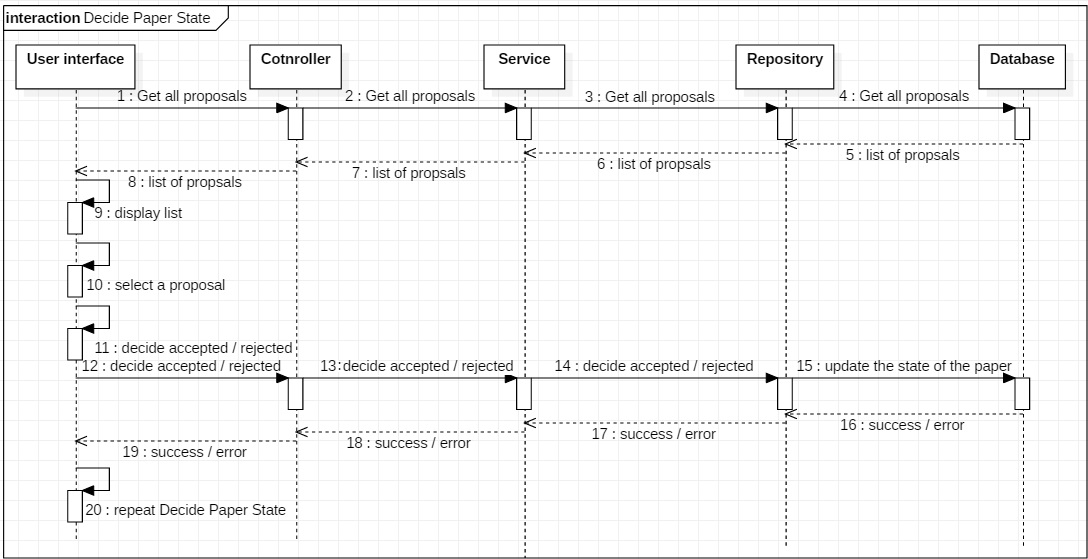 interaction Decide Paper State
User interface
Cotnroller
Service
Repository
Database
1 : Get all proposals
2 : Get all proposals
3 : Get all proposals
4 : Get all proposals
5 : list of propsals
6 : list of propsals
7 : list of propsals
8 : list of propsals
9 : display list
10 : select a proposal
11 : decide accepted / rejected
12 : decide accepted / rejected
13:decide accepted / rejected
14 : decide accepted / rejected
15 : update the state of the paper
16 : success / error
17 : success / error
18 : success / error
19 : success / error
20 : repeat Decide Paper State